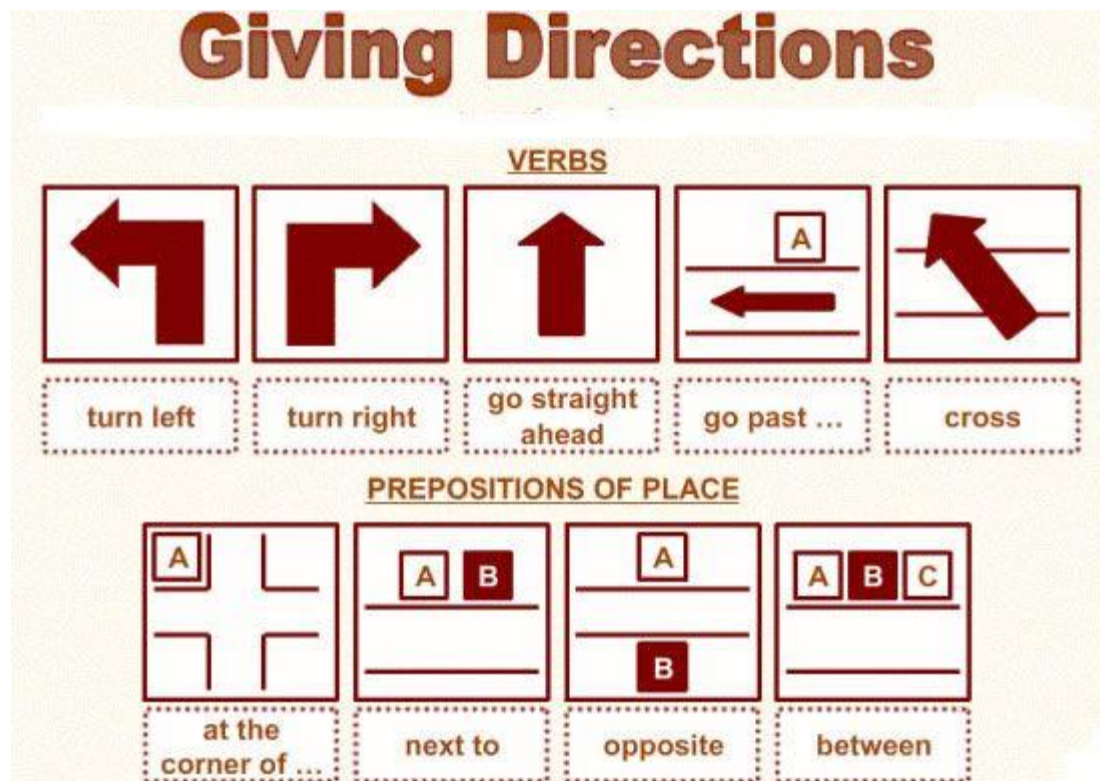 Giving Directions
VERBS
A
turn left
turn right
go straight
ahead
go past ...
cross
PREPOSITIONS OF PLACE
A
A B
A
B
A B C
at the
corner of ...
next to
opposite
between